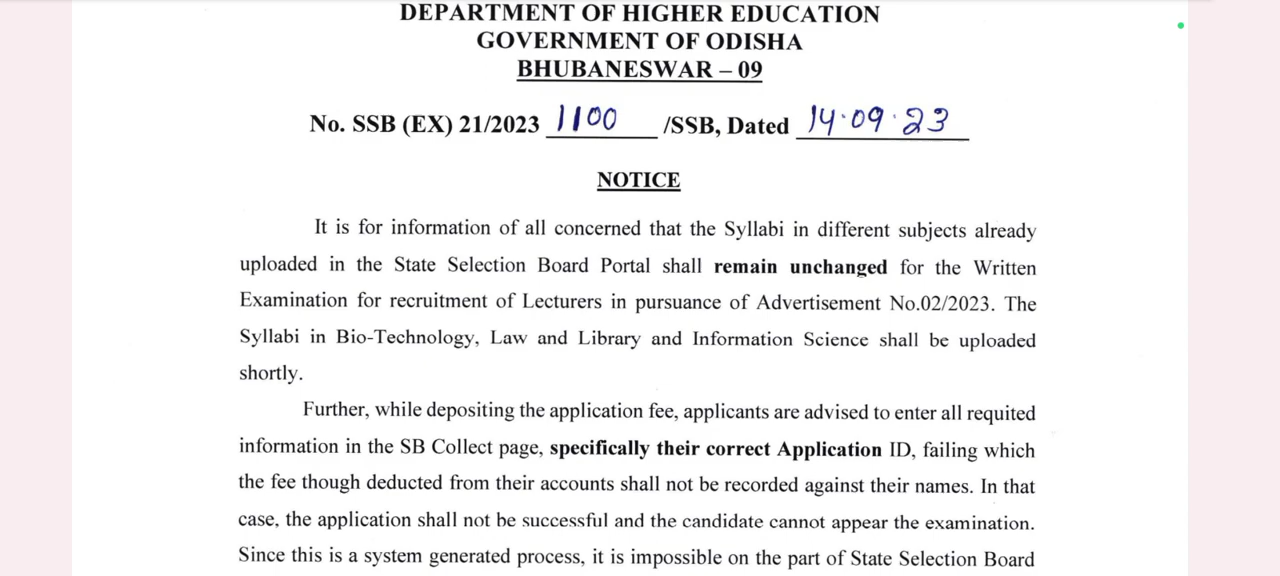 DEPARTMENT OF HIGHER EDUCATION
GOVERNMENT OF ODISHA
BHUBANESWAR – 09
No. SSB (EX) 21/2023 1100 /SSB, Dated 14·09·23
NOTICE
It is for information of all concerned that the Syllabi in different subjects already
uploaded in the State Selection Board Portal shall remain unchanged for the Written
Examination for recruitment of Lecturers in pursuance of Advertisement No.02/2023. The
Syllabi in Bio-Technology, Law and Library and Information Science shall be uploaded
shortly.
Further, while depositing the application fee, applicants are advised to enter all requited
information in the SB Collect page, specifically their correct Application ID, failing which
the fee though deducted from their accounts shall not be recorded against their names. In that
case, the application shall not be successful and the candidate cannot appear the examination.
Since this is a system generated process, it is impossible on the part of State Selection Board